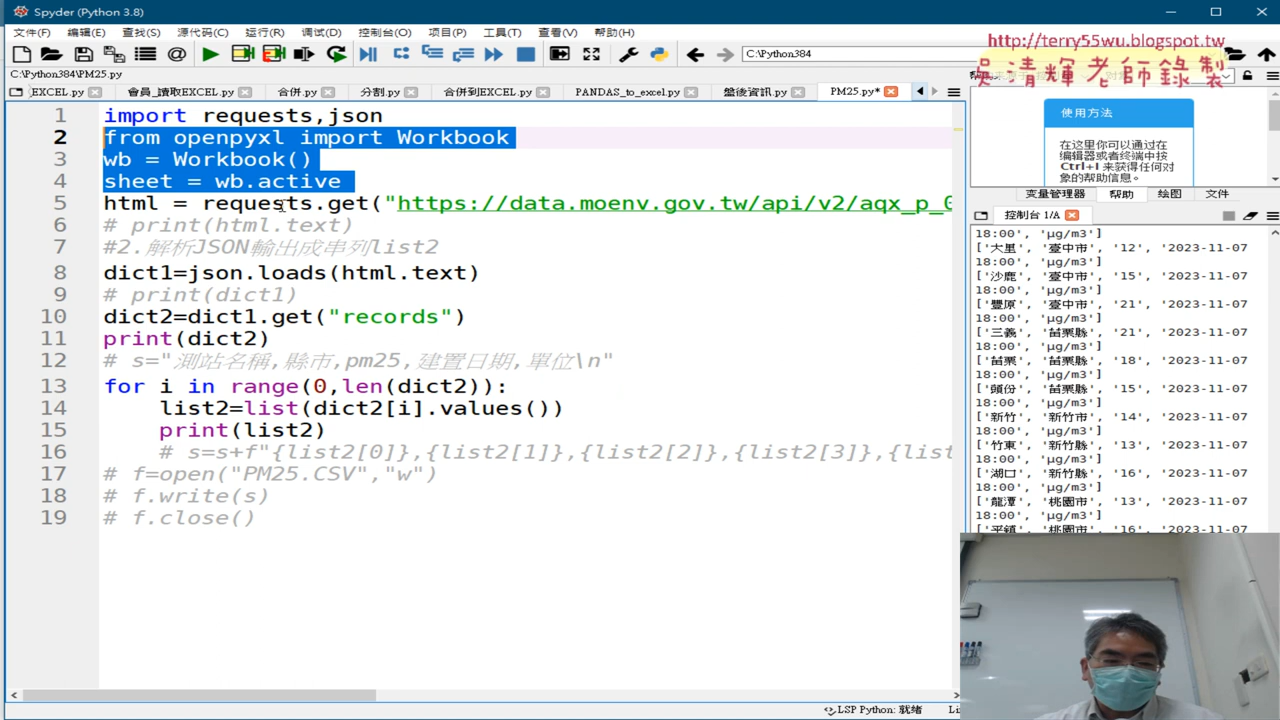 Spyder (Python 3.8)
文件(F) 编辑(E) 查找(S) 源代码(C) 运行(R) 调试(D) 控制台(O) 项目(P) 工具(T) 查看(V) 帮助(H)
http://terry55wu.blogspot.tw
吳清輝老師錄製
C:\Python384
C:\Python384\PM25.py
EXCEL.py 會員_讀取EXCEL.py 合併.py 分割.py 合併到EXCEL.py PANDAS_to_excel.py 盤後資訊.py PM25.py*
1 import requests,json
2 from openpyxl import Workbook
3 wb = Workbook()
4 sheet = wb.active
5 html = requests.get("https://data.moenv.gov.tw/api/v2/aqx_p_0
6 # print(html.text)
7 #2.解析JSON輸出成串列list2
8 dict1=json.loads(html.text)
9 # print(dict1)
10 dict2=dict1.get("records")
11 print(dict2)
12 # s="測站名稱,縣市,pm25,建置日期,單位\n"
13 for i in range(0,len(dict2)):
14 list2=list(dict2[i].values())
15 print(list2)
16 # s=s+f"{list2[0]},{list2[1]},{list2[2]},{list2[3]},{list
17 # f=open("PM25.CSV","w")
18 # f.write(s)
19 # f.close()
使用方法
在这里你可以通过在
编辑器或者终端中按
Ctrl+I 来获得任何对
象的帮助信息。
变量管理器 帮助 绘图 文件
控制台 1/A
18:00', 'μg/m3']
['大里', '臺中市', '12', '2023-11-07
18:00', 'μg/m3']
['沙鹿', '臺中市', '15', '2023-11-07
18:00', 'μg/m3']
['豐原', '臺中市', '21', '2023-11-07
18:00', 'μg/m3']
['三義', '苗栗縣', '21', '2023-11-07
18:00', 'μg/m3']
['苗栗', '苗栗縣', '18', '2023-11-07
18:00', 'μg/m3']
['頭份', '苗栗縣', '15', '2023-11-07
18:00', 'μg/m3']
['新竹', '新竹市', '14', '2023-11-07
18:00', 'μg/m3']
['竹東', '新竹縣', '13', '2023-11-07
18:00', 'μg/m3']
['湖口', '新竹縣', '16', '2023-11-07
18:00', 'μg/m3']
['龍潭', '桃園市', '13', '2023-11-07
18:00', 'μg/m3']
['平鎮', '桃園市', '16', '2023-11-07
LSP Python: 就绪